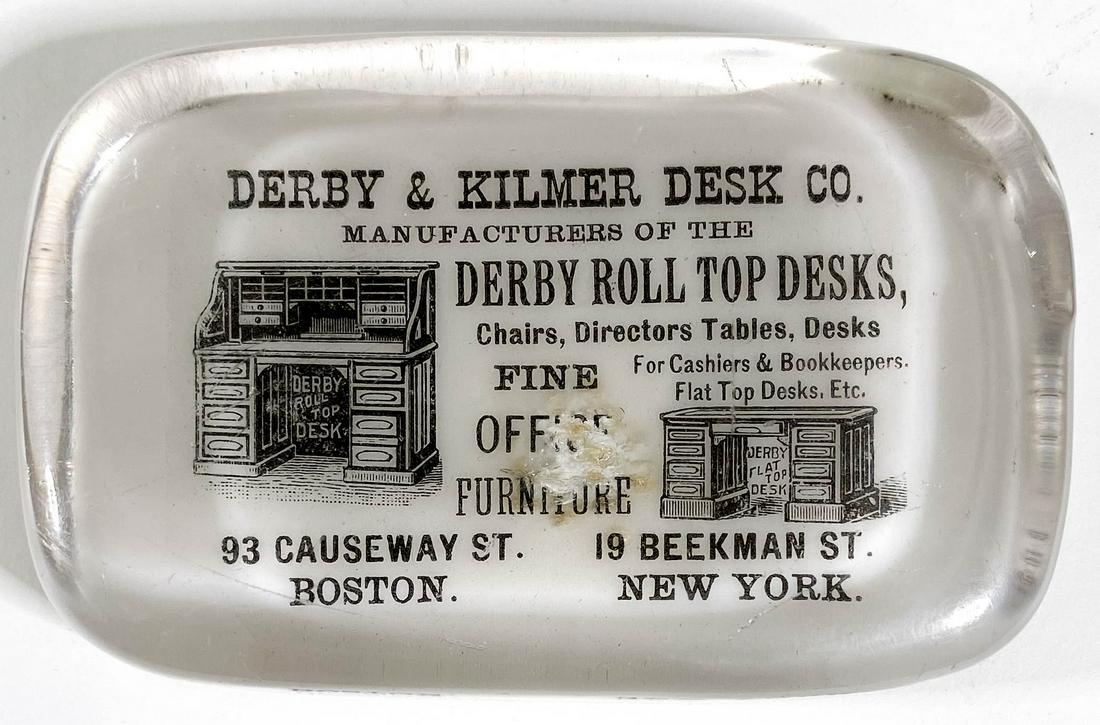 DERBY & KILMER DESK CO.
MANUFACTURERS OF THE
DERBY ROLL TOP DESKS,
Chairs, Directors Tables, Desks
For Cashiers & Bookkeepers.
Flat Top Desks, Etc.
FINE
OFFICE
FURNITURE
DERBY
ROLL
TOP
DESK
DERBY
FLAT
TOP
DESK
93 CAUSEWAY ST.
BOSTON.
19 BEEKMAN ST.
NEW YORK.